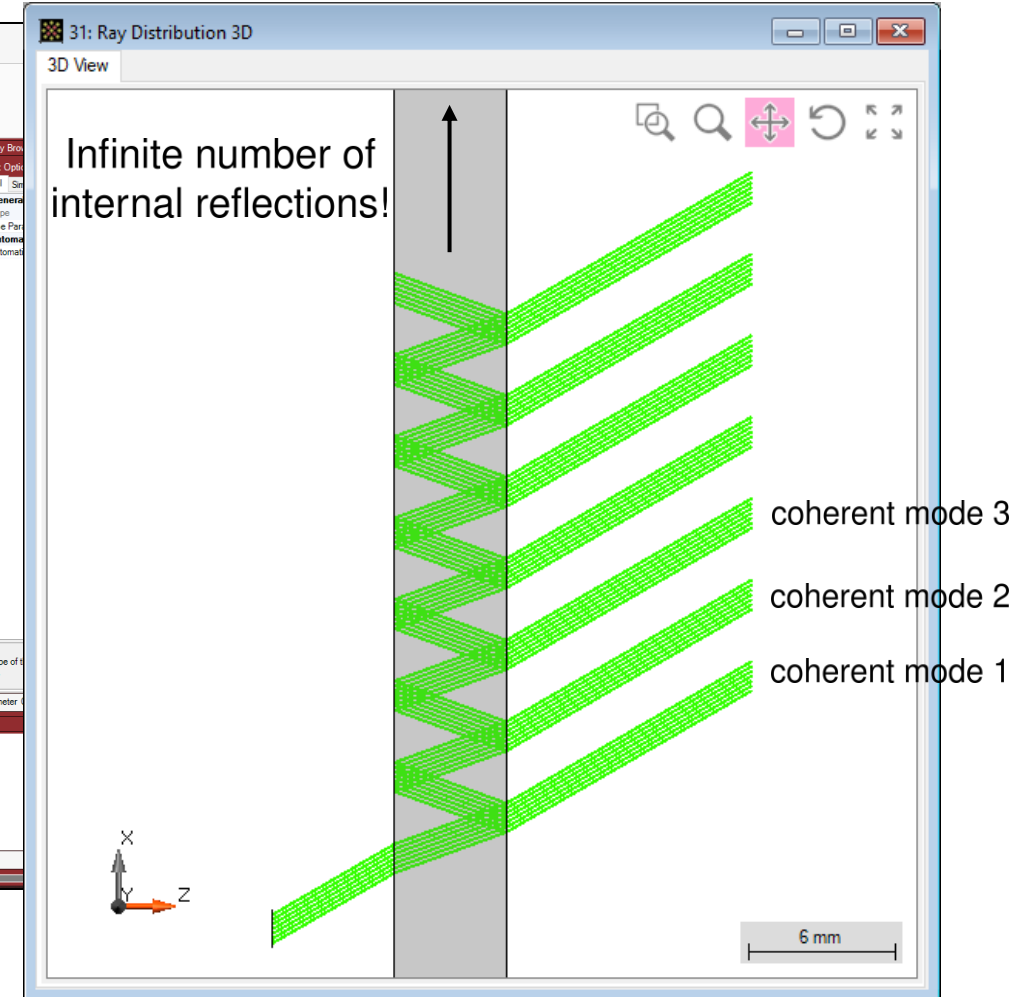 31: Ray Distribution 3D
3D View
Infinite number of
internal reflections!
coherent mode 3
coherent mode 2
coherent mode 1
X
Y
Z
6 mm